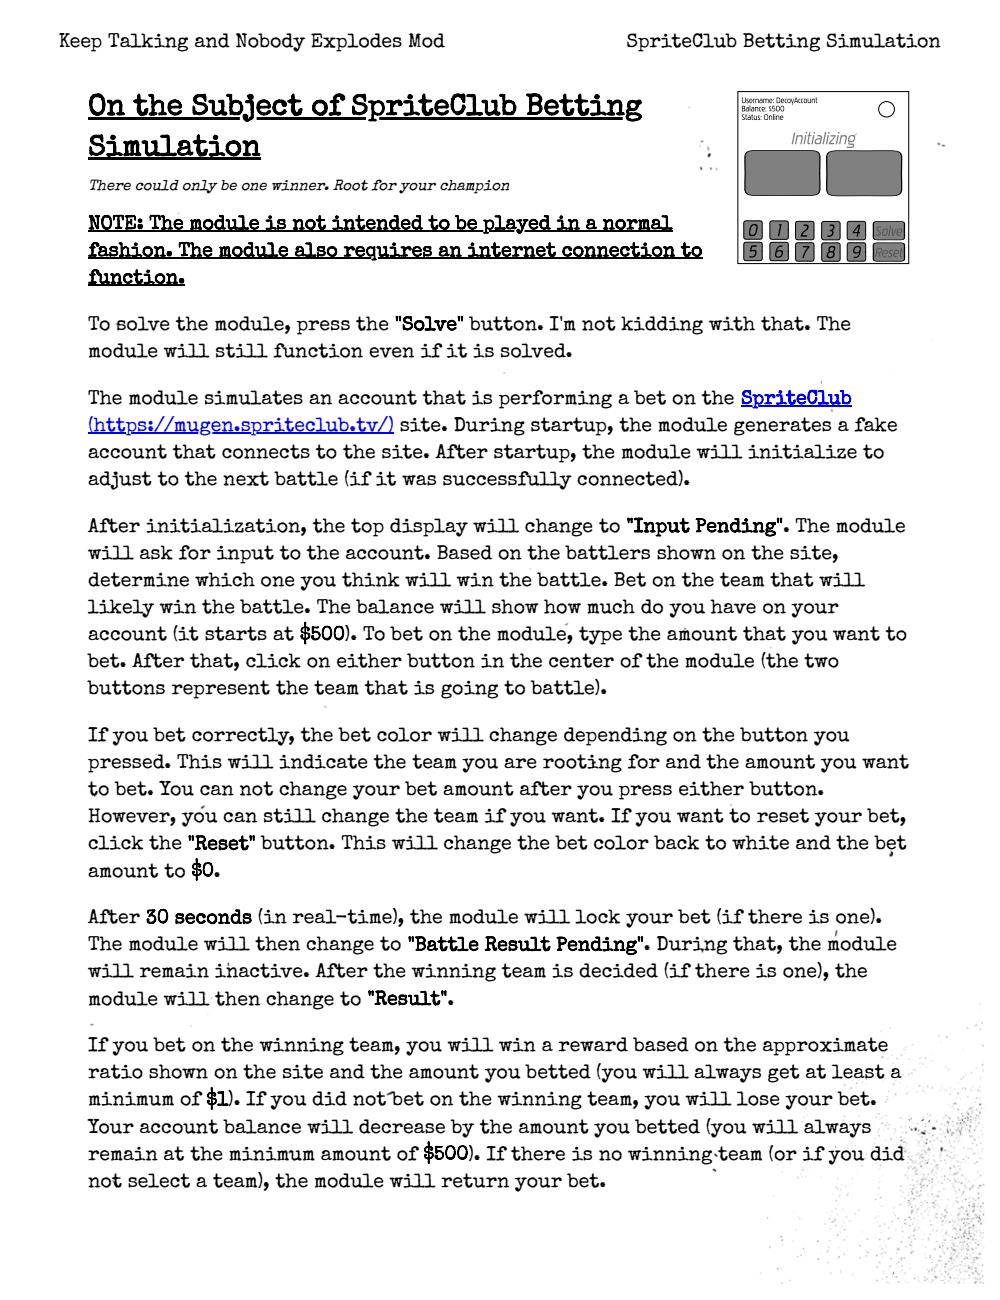 Keep Talking and Nobody Explodes Mod
SpriteClub Betting Simulation
On the Subject of SpriteClub Betting
Simulation
There could only be one winner. Root for your champion
NOTE: The module is not intended to be played in a normal
fashion. The module also requires an internet connection to
function.
Username: DecoyAccount
Balance: $500
Status: Online
Initializing
0 1 2 3 4 Solve
5 6 7 8 9 Reset
To solve the module, press the "Solve" button. I'm not kidding with that. The
module will still function even if it is solved.
The module simulates an account that is performing a bet on the SpriteClub
(https://mugen.spriteclub.tv/) site. During startup, the module generates a fake
account that connects to the site. After startup, the module will initialize to
adjust to the next battle (if it was successfully connected).
After initialization, the top display will change to "Input Pending". The module
will ask for input to the account. Based on the battlers shown on the site,
determine which one you think will win the battle. Bet on the team that will
likely win the battle. The balance will show how much do you have on your
account (it starts at $500). To bet on the module, type the amount that you want to
bet. After that, click on either button in the center of the module (the two
buttons represent the team that is going to battle).
If you bet correctly, the bet color will change depending on the button you
pressed. This will indicate the team you are rooting for and the amount you want
to bet. You can not change your bet amount after you press either button.
However, you can still change the team if you want. If you want to reset your bet,
click the "Reset" button. This will change the bet color back to white and the bet
amount to $0.
After 30 seconds (in real-time), the module will lock your bet (if there is one).
The module will then change to "Battle Result Pending". During that, the module
will remain inactive. After the winning team is decided (if there is one), the
module will then change to "Result".
If you bet on the winning team, you will win a reward based on the approximate
ratio shown on the site and the amount you betted (you will always get at least a
minimum of $1). If you did not bet on the winning team, you will lose your bet.
Your account balance will decrease by the amount you betted (you will always
remain at the minimum amount of $500). If there is no winning team (or if you did
not select a team), the module will return your bet.